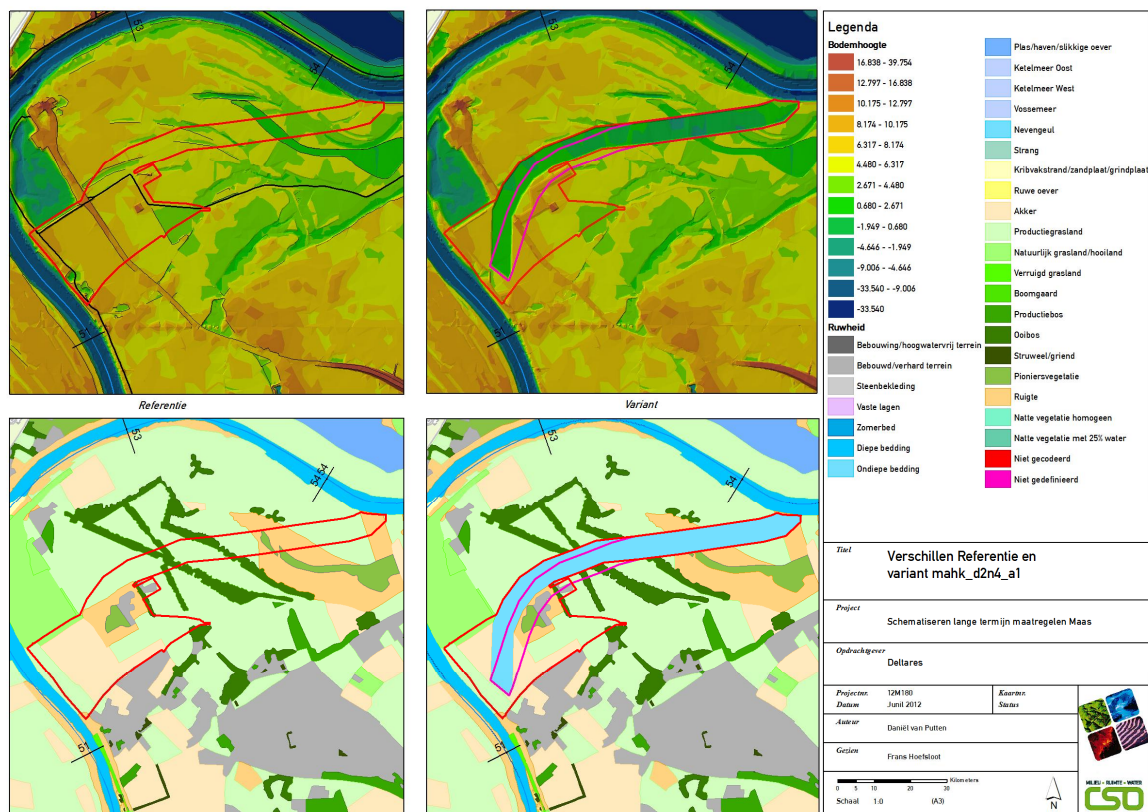 53
54
51
Referentie
53
54
51
Variant
53
54 54
51
53
54
51
Legenda
Bodemhoogte
16.838 - 39.754
12.797 - 16.838
10.175 - 12.797
8.174 - 10.175
6.317 - 8.174
4.480 - 6.317
2.671 - 4.480
0.680 - 2.671
-1.949 - 0.680
-4.646 - -1.949
-9.006 - -4.646
-33.540 - -9.006
-33.540
Ruwheid
Bebouwing/hoogwatervrij terrein
Bebouwd/verhard terrein
Steenbekleding
Vaste lagen
Zomerbed
Diepe bedding
Ondiepe bedding
Plas/haven/slikkige oever
Ketelmeer Oost
Ketelmeer West
Vossemeer
Nevengeul
Strang
Kribvakstrand/zandplaat/grindplaat
Ruwe oever
Akker
Productiegrasland
Natuurlijk grasland/hooiland
Verruigd grasland
Boomgaard
Productiebos
Ooibos
Struweel/griend
Pioniersvegetatie
Ruigte
Natte vegetatie homogeen
Natte vegetatie met 25% water
Niet gecodeerd
Niet gedefinieerd
Titel
Verschillen Referentie en
variant mahk_d2n4_a1
Project
Schematiseren lange termijn maatregelen Maas
Opdrachtgever
Deltares
Projectnr. 12M180 Kaartnr.
Datum Junil 2012 Status
Auteur
Daniël van Putten
Gezien
Frans Hoefsloot
Kilometers
0 5 10 20 30
Schaal 1:0 (A3)
N
MILIEU - RUIMTE - WATER
CSO